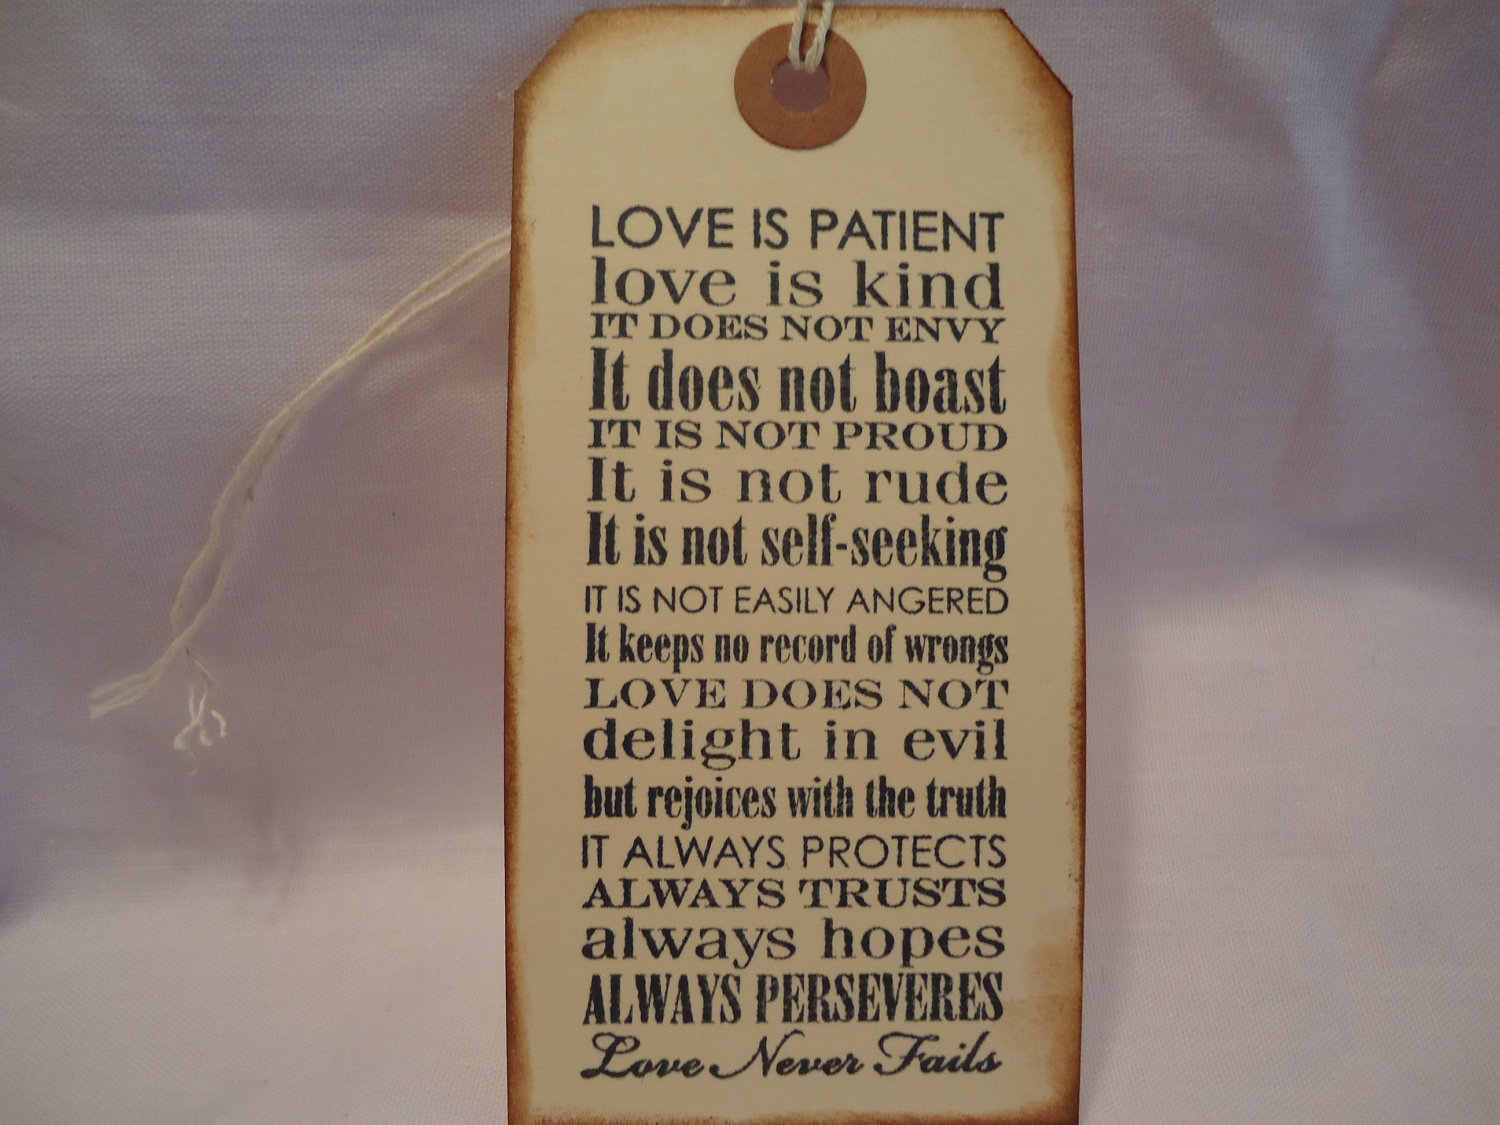 LOVE IS PATIENT
love is kind
IT DOES NOT ENVY
It does not boast
IT IS NOT PROUD
It is not rude
It is not self-seeking
IT IS NOT EASILY ANGERED
It keeps no record of wrongs
LOVE DOES NOT
delight in evil
but rejoices with the truth
IT ALWAYS PROTECTS
ALWAYS TRUSTS
always hopes
ALWAYS PERSEVERES
Love Never Fails